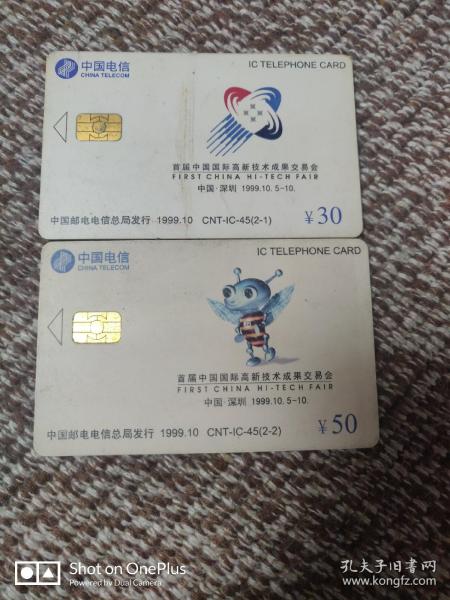 中国电信
CHINA TELECOM
IC TELEPHONE CARD
首届中国国际高新技术成果交易会
FIRST CHINA HI-TECH FAIR
中国·深圳 1999.10.5-10.
中国邮电电信总局发行 1999.10 CNT-IC-45(2-1)
¥30
中国电信
CHINA TELECOM
IC TELEPHONE CARD
首届中国国际高新技术成果交易会
FIRST CHINA HI-TECH FAIR
中国·深圳 1999.10.5-10.
中国邮电电信总局发行 1999.10 CNT-IC-45(2-2)
¥50
Shot on OnePlus
Powered by Dual Camera
孔夫子旧书网
www.kongfz.com